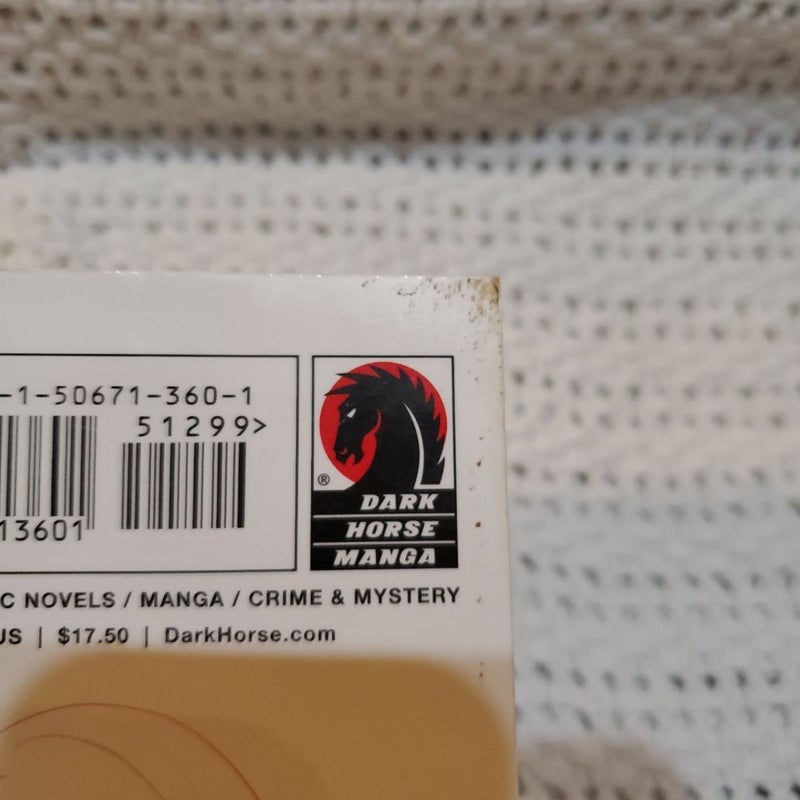 -1-50671-360-1
51299>
13601
®
DARK
HORSE
MANGA
C NOVELS / MANGA / CRIME & MYSTERY
US | $17.50 | DarkHorse.com